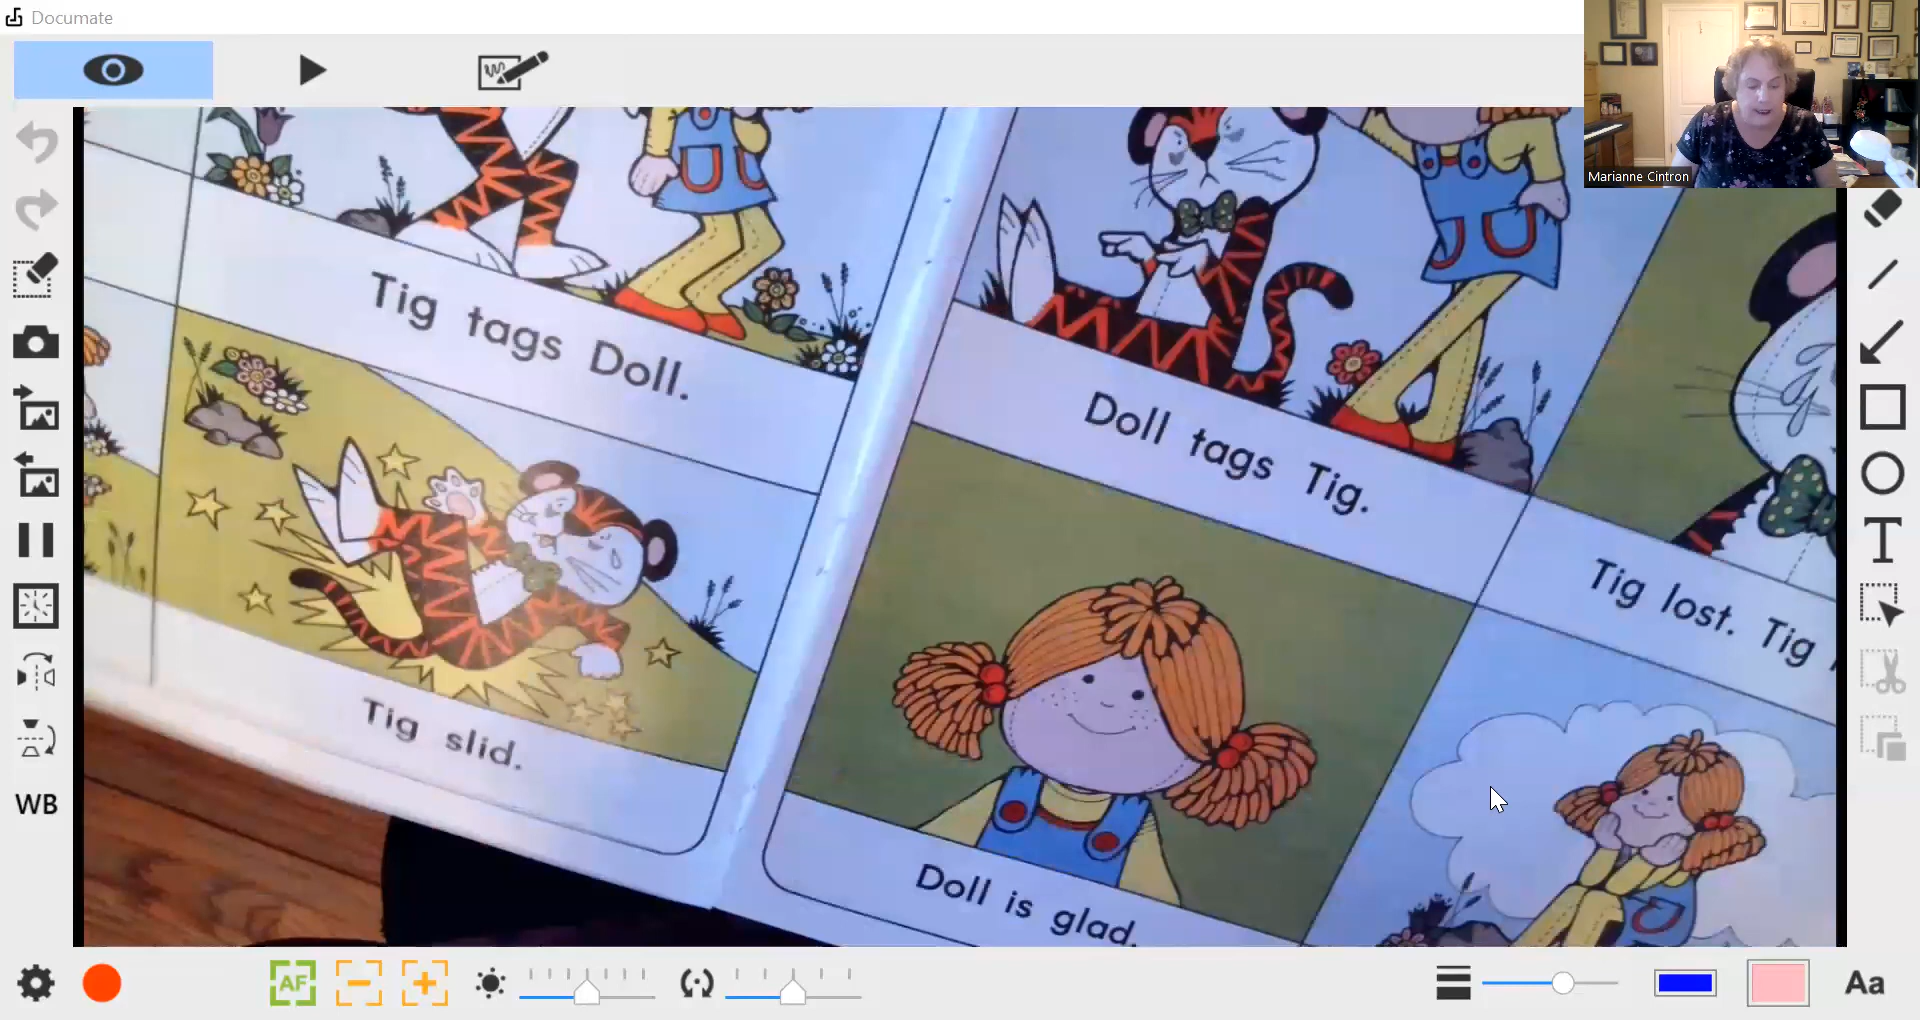 Documate
Marianne Cintron
Tig tags Doll.
Tig slid.
Doll tags Tig.
Tig lost. Tig
Doll is glad.
WB
AF
T
Aa